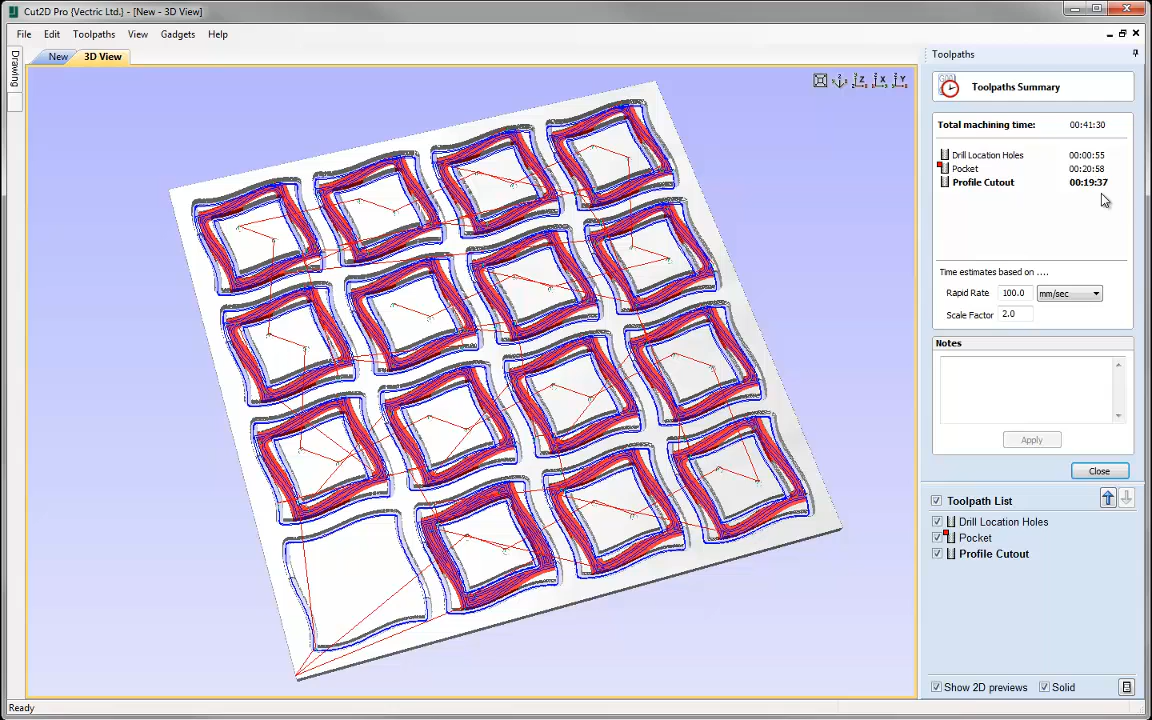 Cut2D Pro {Vectric Ltd.} - [New - 3D View]
File Edit Toolpaths View Gadgets Help
Drawing
New 3D View
Z X Y
Toolpaths
Toolpaths Summary
Total machining time: 00:41:30
Drill Location Holes 00:00:55
Pocket 00:20:58
Profile Cutout 00:19:37
Time estimates based on ....
Rapid Rate 100.0 mm/sec
Scale Factor 2.0
Notes
Apply
Close
Toolpath List
Drill Location Holes
Pocket
Profile Cutout
Show 2D previews Solid
Ready